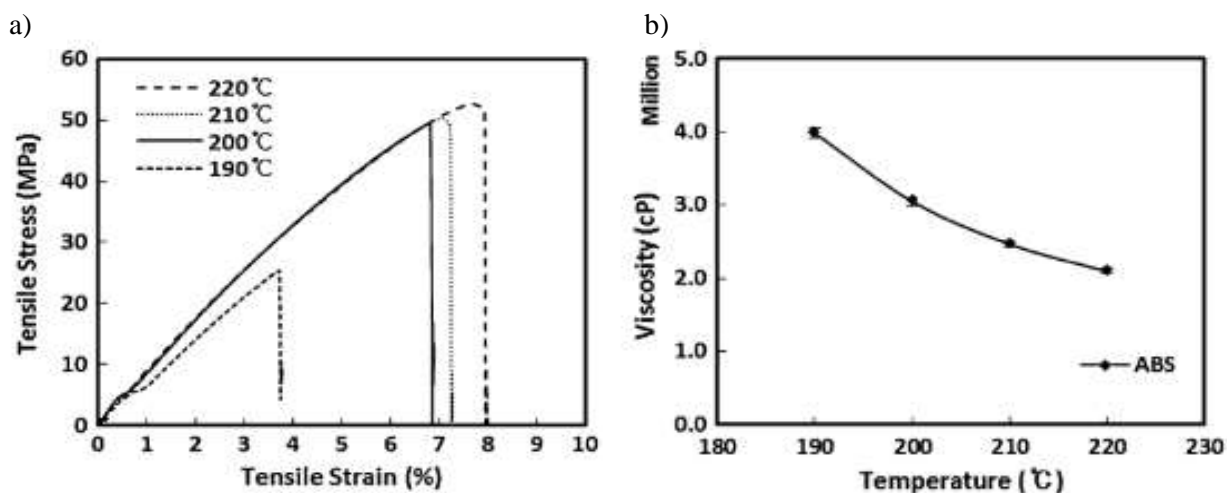 a)
60
50
40
30
20
10
0
0 1 2 3 4 5 6 7 8 9 10
Tensile Stress (MPa)
Tensile Strain (%)
220℃
210℃
200℃
190℃
b)
Million
5.0
4.0
3.0
2.0
1.0
0.0
180 190 200 210 220 230
Viscosity (cP)
Temperature (℃)
ABS